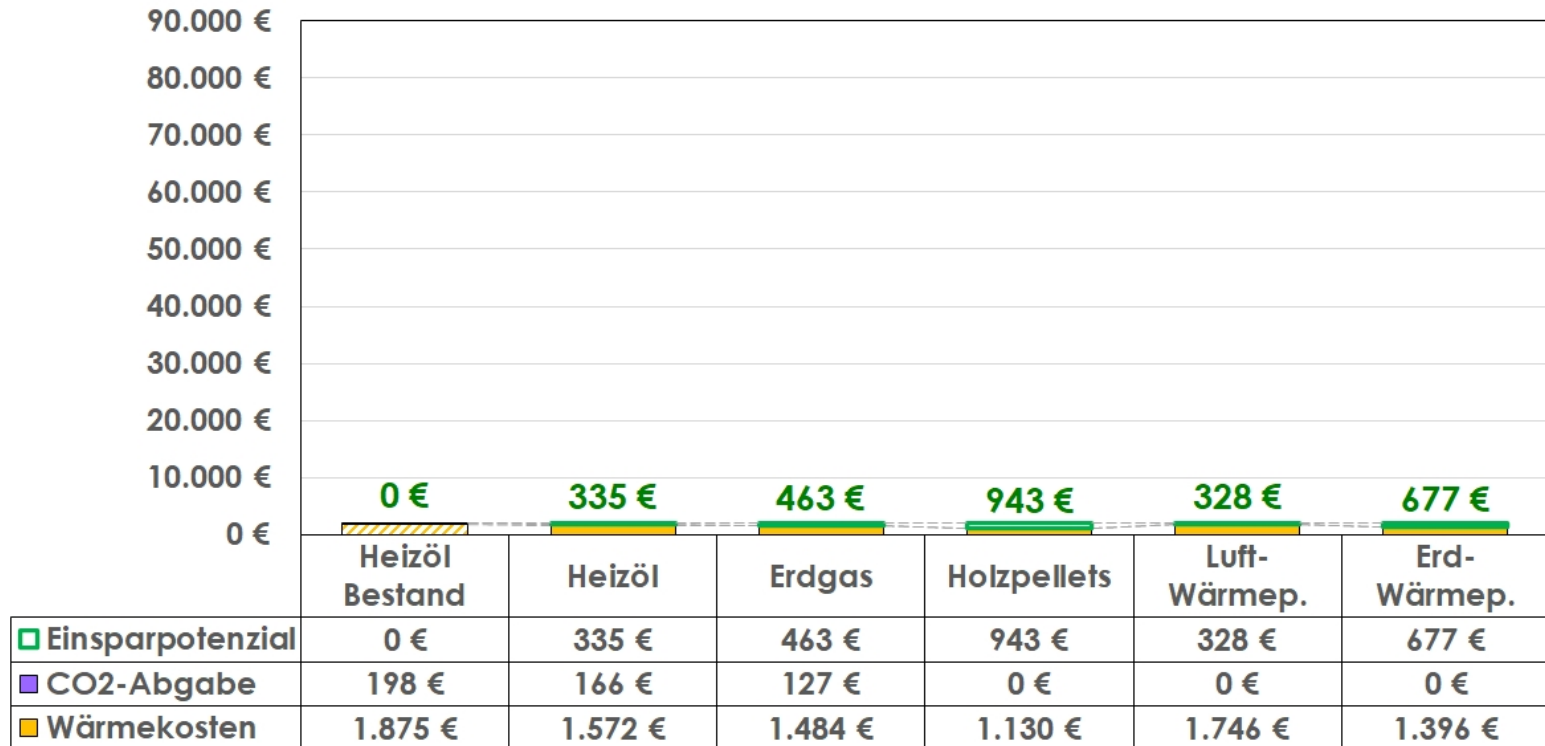 90.000 €
80.000 €
70.000 €
60.000 €
50.000 €
40.000 €
30.000 €
20.000 €
10.000 €
0 €
0 € 335 € 463 € 943 € 328 € 677 €
Heizöl Bestand Heizöl Erdgas Holzpellets Luft-Wärmep. Erd-Wärmep.
Einsparpotenzial 0 € 335 € 463 € 943 € 328 € 677 €
CO2-Abgabe 198 € 166 € 127 € 0 € 0 € 0 €
Wärmekosten 1.875 € 1.572 € 1.484 € 1.130 € 1.746 € 1.396 €